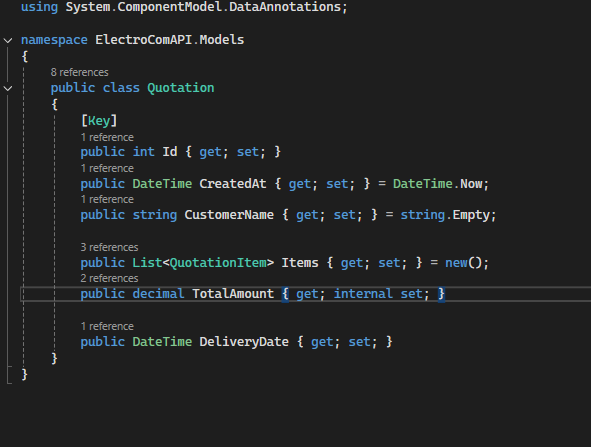 using System.ComponentModel.DataAnnotations;
namespace ElectroComAPI.Models
{
8 references
public class Quotation
{
[Key]
1 reference
public int Id { get; set; }
1 reference
public DateTime CreatedAt { get; set; } = DateTime.Now;
1 reference
public string CustomerName { get; set; } = string.Empty;
3 references
public List<QuotationItem> Items { get; set; } = new();
2 references
public decimal TotalAmount { get; internal set; }
1 reference
public DateTime DeliveryDate { get; set; }
}
}